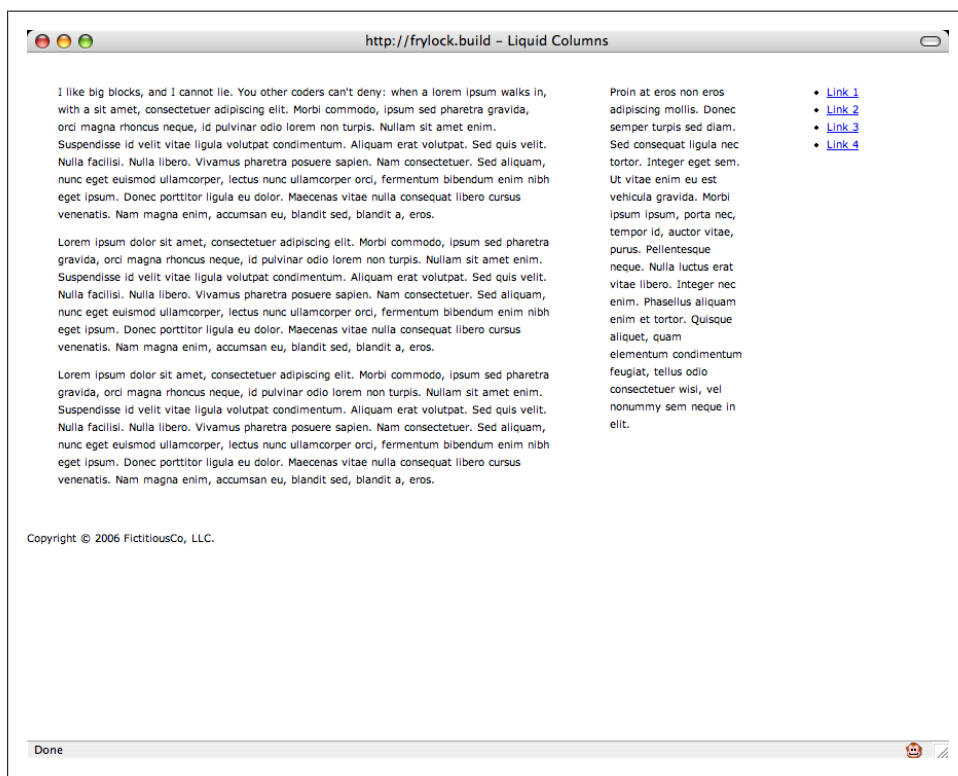 http://frylock.build – Liquid Columns
I like big blocks, and I cannot lie. You other coders can't deny: when a lorem ipsum walks in,
with a sit amet, consectetuer adipiscing elit. Morbi commodo, ipsum sed pharetra gravida,
orci magna rhoncus neque, id pulvinar odio lorem non turpis. Nullam sit amet enim.
Suspendisse id velit vitae ligula volutpat condimentum. Aliquam erat volutpat. Sed quis velit.
Nulla facilisi. Nulla libero. Vivamus pharetra posuere sapien. Nam consectetuer. Sed aliquam,
nunc eget euismod ullamcorper, lectus nunc ullamcorper orci, fermentum bibendum enim nibh
eget ipsum. Donec porttitor ligula eu dolor. Maecenas vitae nulla consequat libero cursus
venenatis. Nam magna enim, accumsan eu, blandit sed, blandit a, eros.
Lorem ipsum dolor sit amet, consectetuer adipiscing elit. Morbi commodo, ipsum sed pharetra
gravida, orci magna rhoncus neque, id pulvinar odio lorem non turpis. Nullam sit amet enim.
Suspendisse id velit vitae ligula volutpat condimentum. Aliquam erat volutpat. Sed quis velit.
Nulla facilisi. Nulla libero. Vivamus pharetra posuere sapien. Nam consectetuer. Sed aliquam,
nunc eget euismod ullamcorper, lectus nunc ullamcorper orci, fermentum bibendum enim nibh
eget ipsum. Donec porttitor ligula eu dolor. Maecenas vitae nulla consequat libero cursus
venenatis. Nam magna enim, accumsan eu, blandit sed, blandit a, eros.
Lorem ipsum dolor sit amet, consectetuer adipiscing elit. Morbi commodo, ipsum sed pharetra
gravida, orci magna rhoncus neque, id pulvinar odio lorem non turpis. Nullam sit amet enim.
Suspendisse id velit vitae ligula volutpat condimentum. Aliquam erat volutpat. Sed quis velit.
Nulla facilisi. Nulla libero. Vivamus pharetra posuere sapien. Nam consectetuer. Sed aliquam,
nunc eget euismod ullamcorper, lectus nunc ullamcorper orci, fermentum bibendum enim nibh
eget ipsum. Donec porttitor ligula eu dolor. Maecenas vitae nulla consequat libero cursus
venenatis. Nam magna enim, accumsan eu, blandit sed, blandit a, eros.
Proin at eros non eros
adipiscing mollis. Donec
semper turpis sed diam.
Sed consequat ligula nec
tortor. Integer eget sem.
Ut vitae enim eu est
vehicula gravida. Morbi
ipsum ipsum, porta nec,
tempor id, auctor vitae,
purus. Pellentesque
neque. Nulla luctus erat
vitae libero. Integer nec
enim. Phasellus aliquam
enim et tortor. Quisque
aliquet, quam
elementum condimentum
feugiat, tellus odio
consectetuer wisi, vel
nonummy sem neque in
elit.
• Link 1
• Link 2
• Link 3
• Link 4
Copyright © 2006 FictitiousCo, LLC.
Done